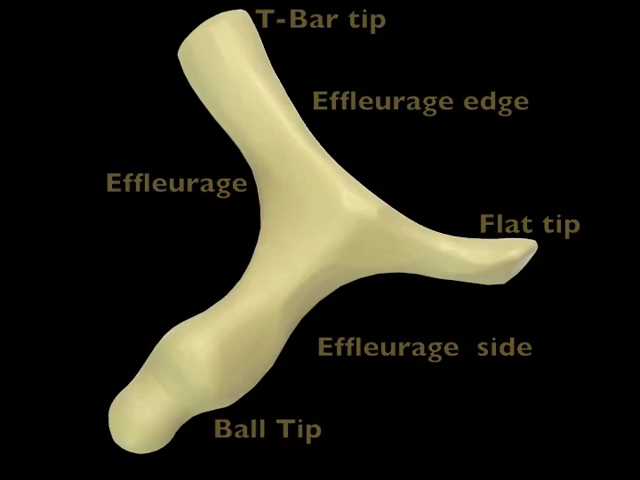 T-Bar tip
Effleurage edge
Effleurage
Flat tip
Effleurage side
Ball Tip